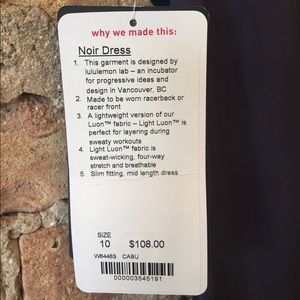 why we made this:
Noir Dress
1. This garment is designed by
lululemon lab – an incubator
for progressive ideas and
design in Vancouver, BC
2. Made to be worn racerback or
racer front
3. A lightweight version of our
Luon™ fabric – Light Luon™ is
perfect for layering during
sweaty workouts
4. Light Luon™ fabric is
sweat-wicking, four-way
stretch and breathable
5. Slim fitting, mid length dress
SIZE
10 $108.00
W8448S CABU
000003545191